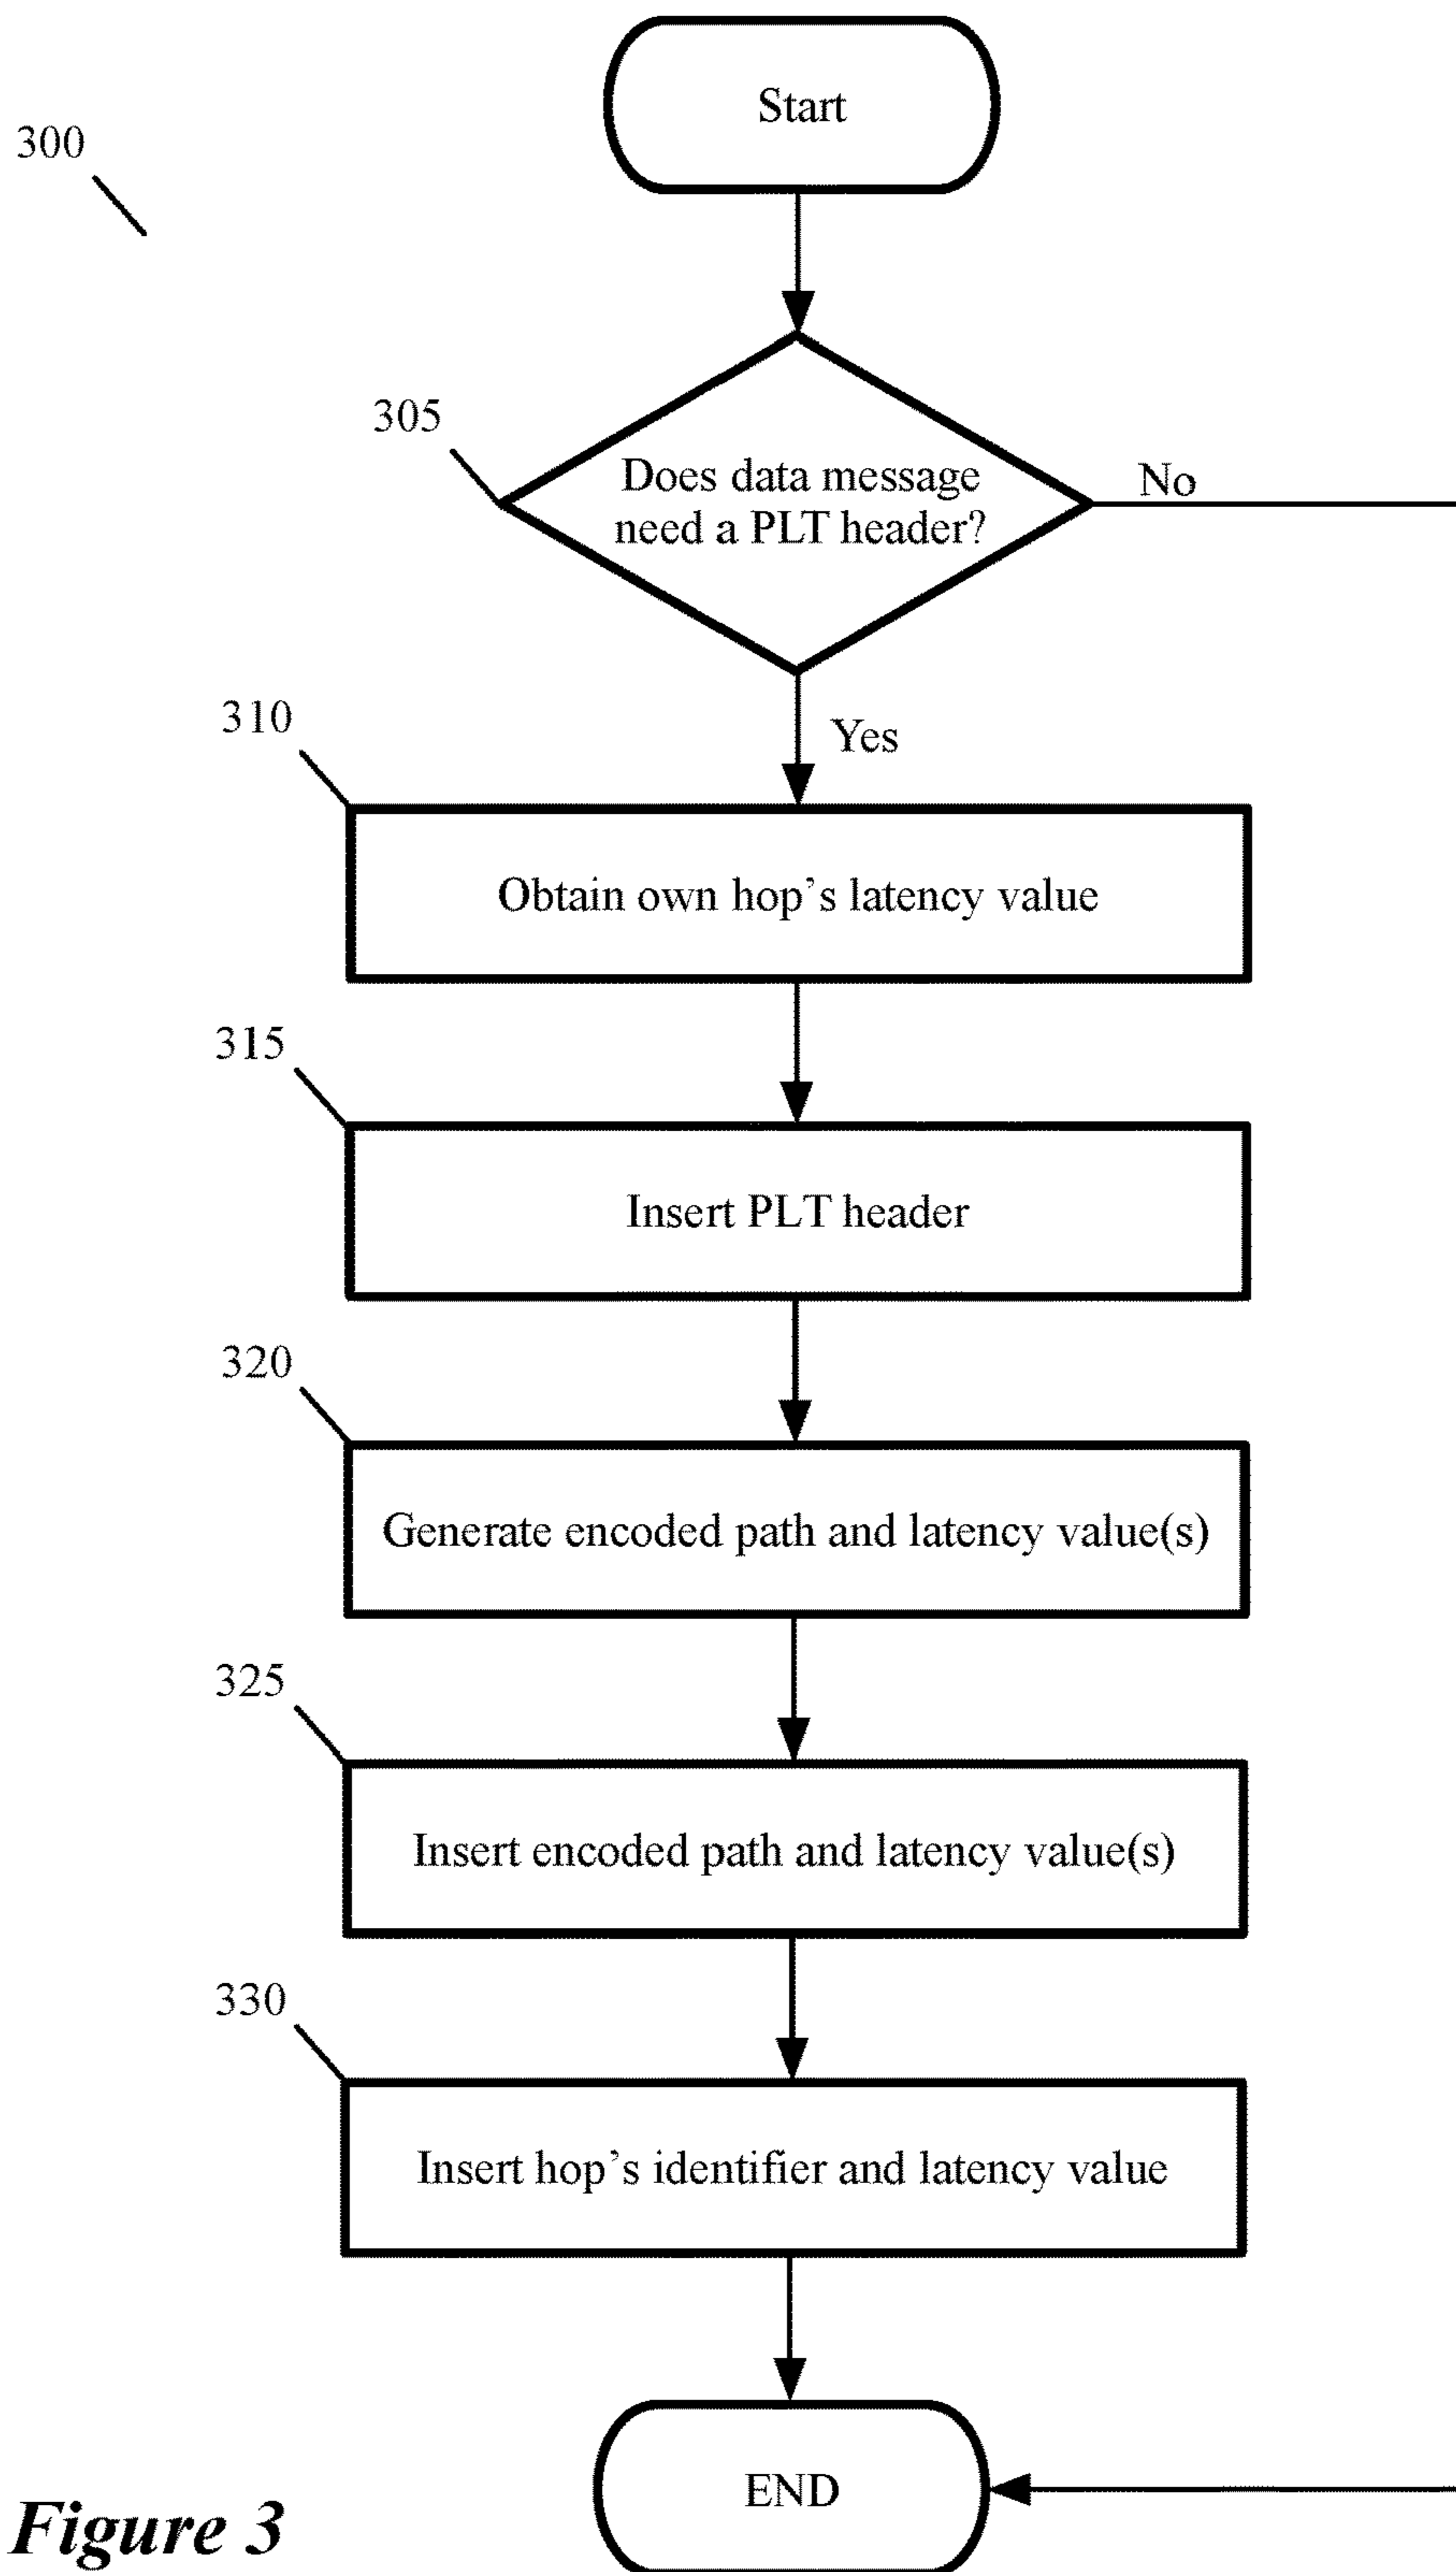 Start
300
305
Does data message
need a PLT header?
No
310
Yes
Obtain own hop’s latency value
315
Insert PLT header
320
Generate encoded path and latency value(s)
325
Insert encoded path and latency value(s)
330
Insert hop’s identifier and latency value
END
Figure 3